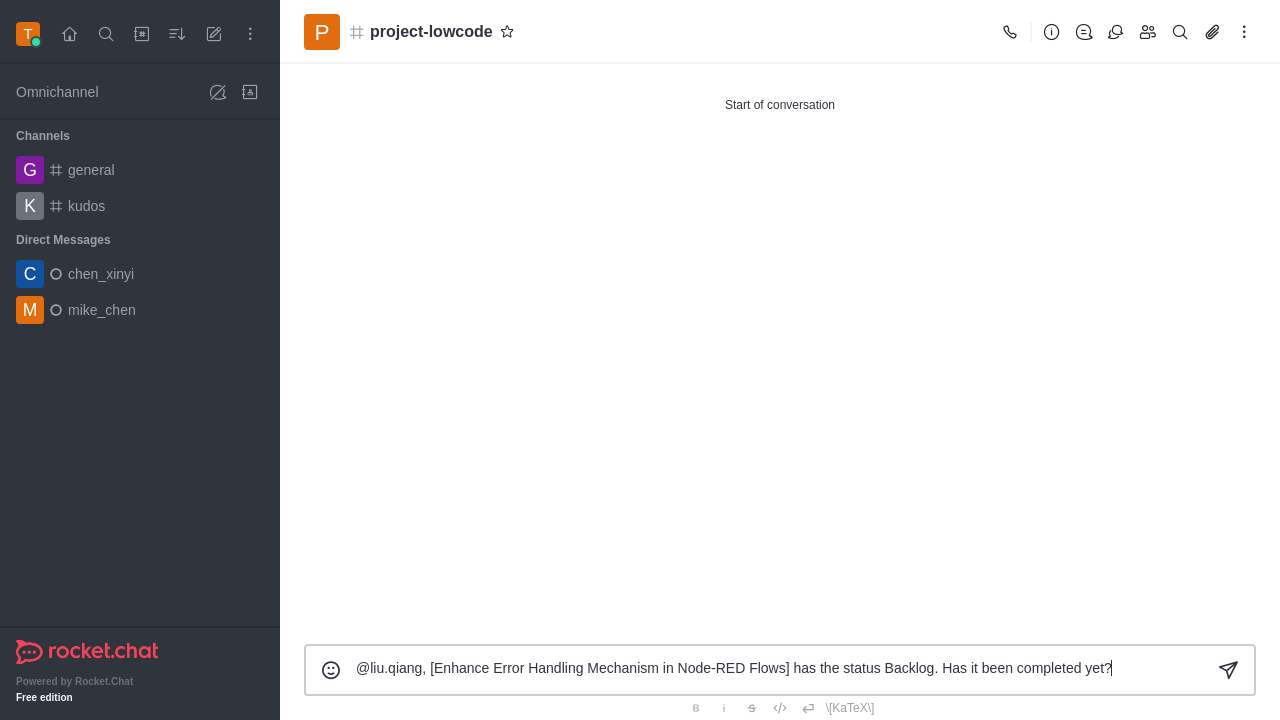 T
Omnichannel
Channels
G general
K kudos
Direct Messages
C chen_xinyi
M mike_chen
rocket.chat
Powered by Rocket.Chat
Free edition
P project-lowcode
Start of conversation
@liu.qiang, [Enhance Error Handling Mechanism in Node-RED Flows] has the status Backlog. Has it been completed yet?
B i S \[KaTeX\]